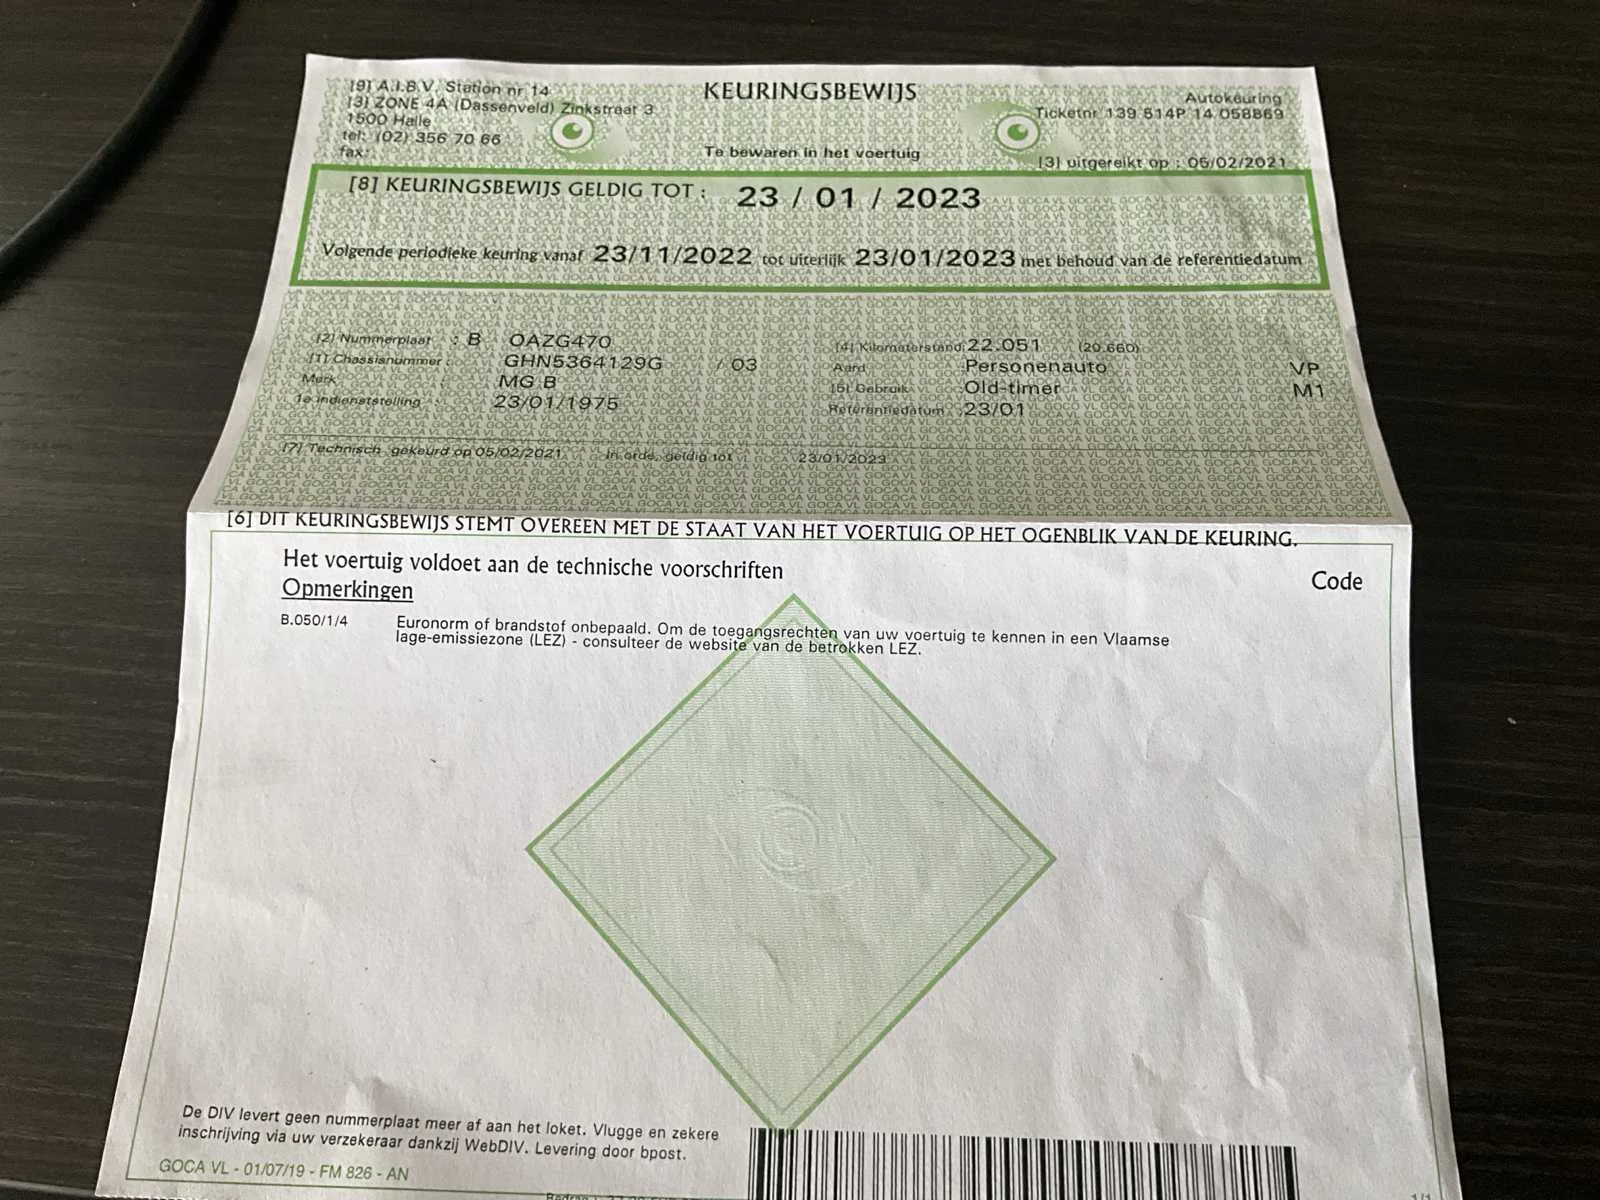 [9] A.I.B.V. Station nr 14
[3] ZONE 4A (Dassenveld) Zinkstraat 3
1500 Halle
tel: (02) 356 70 66
fax:
KEURINGSBEWIJS
Te bewaren in het voertuig
Autokeuring
Ticketnr 139 514P 14 058869
[3] uitgereikt op : 05/02/2021
[8] KEURINGSBEWIJS GELDIG TOT : 23 / 01 / 2023
Volgende periodieke keuring vanaf 23/11/2022 tot uiterlijk 23/01/2023 met behoud van de referentiedatum
[2] Nummerplaat : B OAZG470
[1] Chassisnummer : GHN5364129G / 03
Merk : MG B
1e indienststelling : 23/01/1975
[4] Kilometerstand: 22.051 (20.660)
Aard :Personenauto VP
[5] Gebruik :Old-timer M1
Referentiedatum :23/01
[7] Technisch gekeurd op 05/02/2021 In orde, geldig tot 23/01/2023
[6] DIT KEURINGSBEWIJS STEMT OVEREEN MET DE STAAT VAN HET VOERTUIG OP HET OGENBLIK VAN DE KEURING.
Het voertuig voldoet aan de technische voorschriften
Code
Opmerkingen
B.050/1/4 Euronorm of brandstof onbepaald. Om de toegangsrechten van uw voertuig te kennen in een Vlaamse
lage-emissiezone (LEZ) - consulteer de website van de betrokken LEZ.
De DIV levert geen nummerplaat meer af aan het loket. Vlugge en zekere
inschrijving via uw verzekeraar dankzij WebDIV. Levering door bpost.
GOCA VL - 01/07/19 - FM 826 - AN
1/1